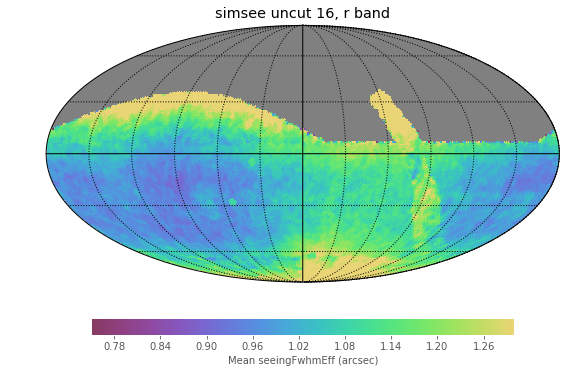 simsee uncut 16, r band
0.78 0.84 0.90 0.96 1.02 1.08 1.14 1.20 1.26
Mean seeingFwhmEff (arcsec)